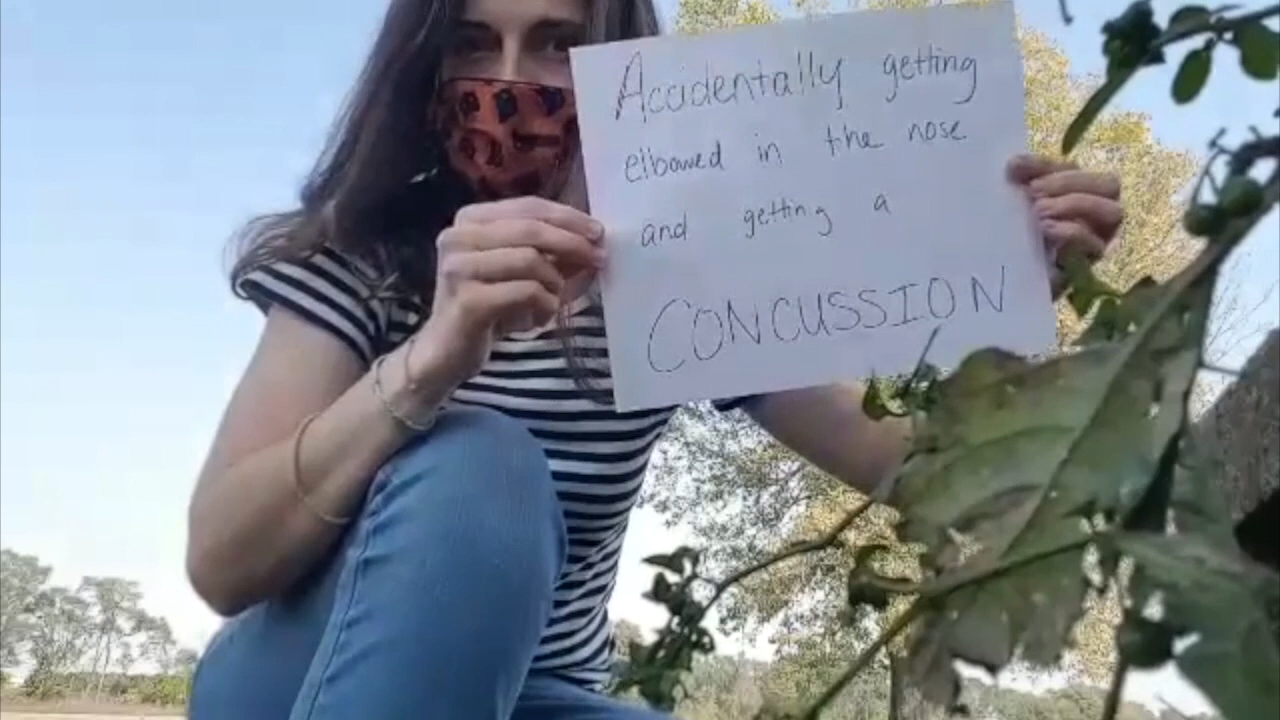 Accidentally getting
elbowed in the nose
and getting a
CONCUSSION